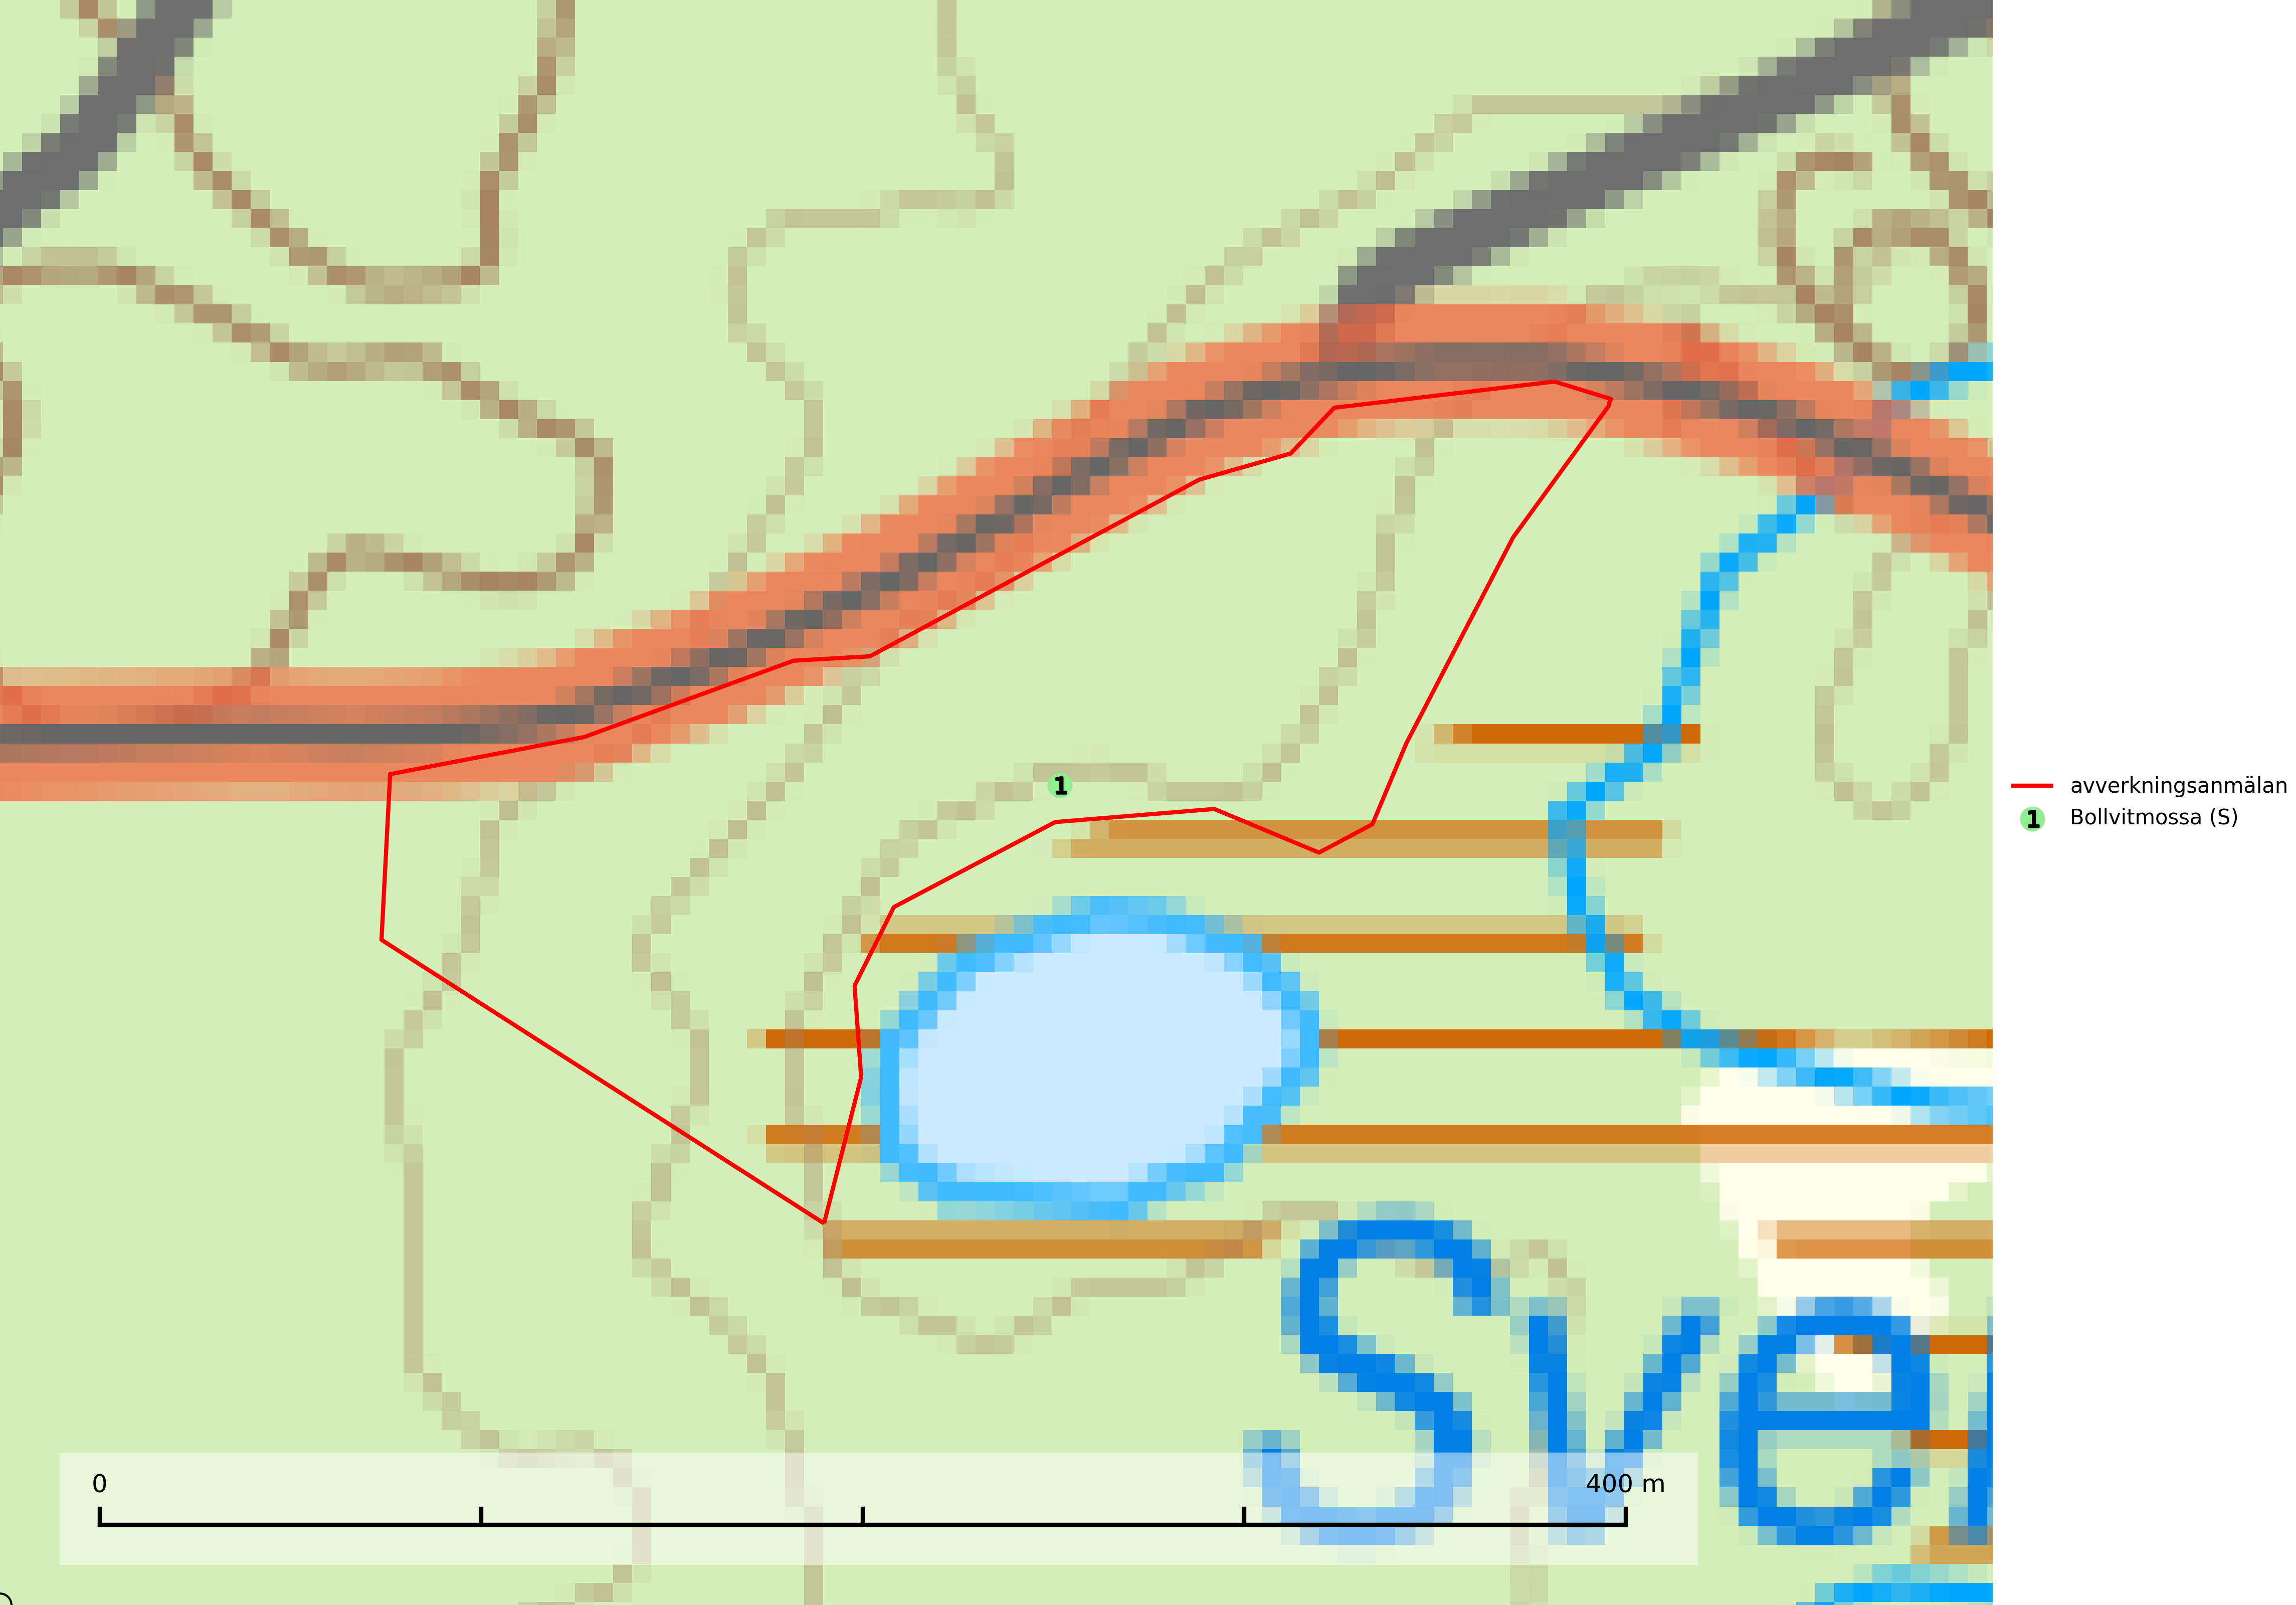 1
avverkningsanmälan
1 Bollvitmossa (S)
Sve
0 400 m